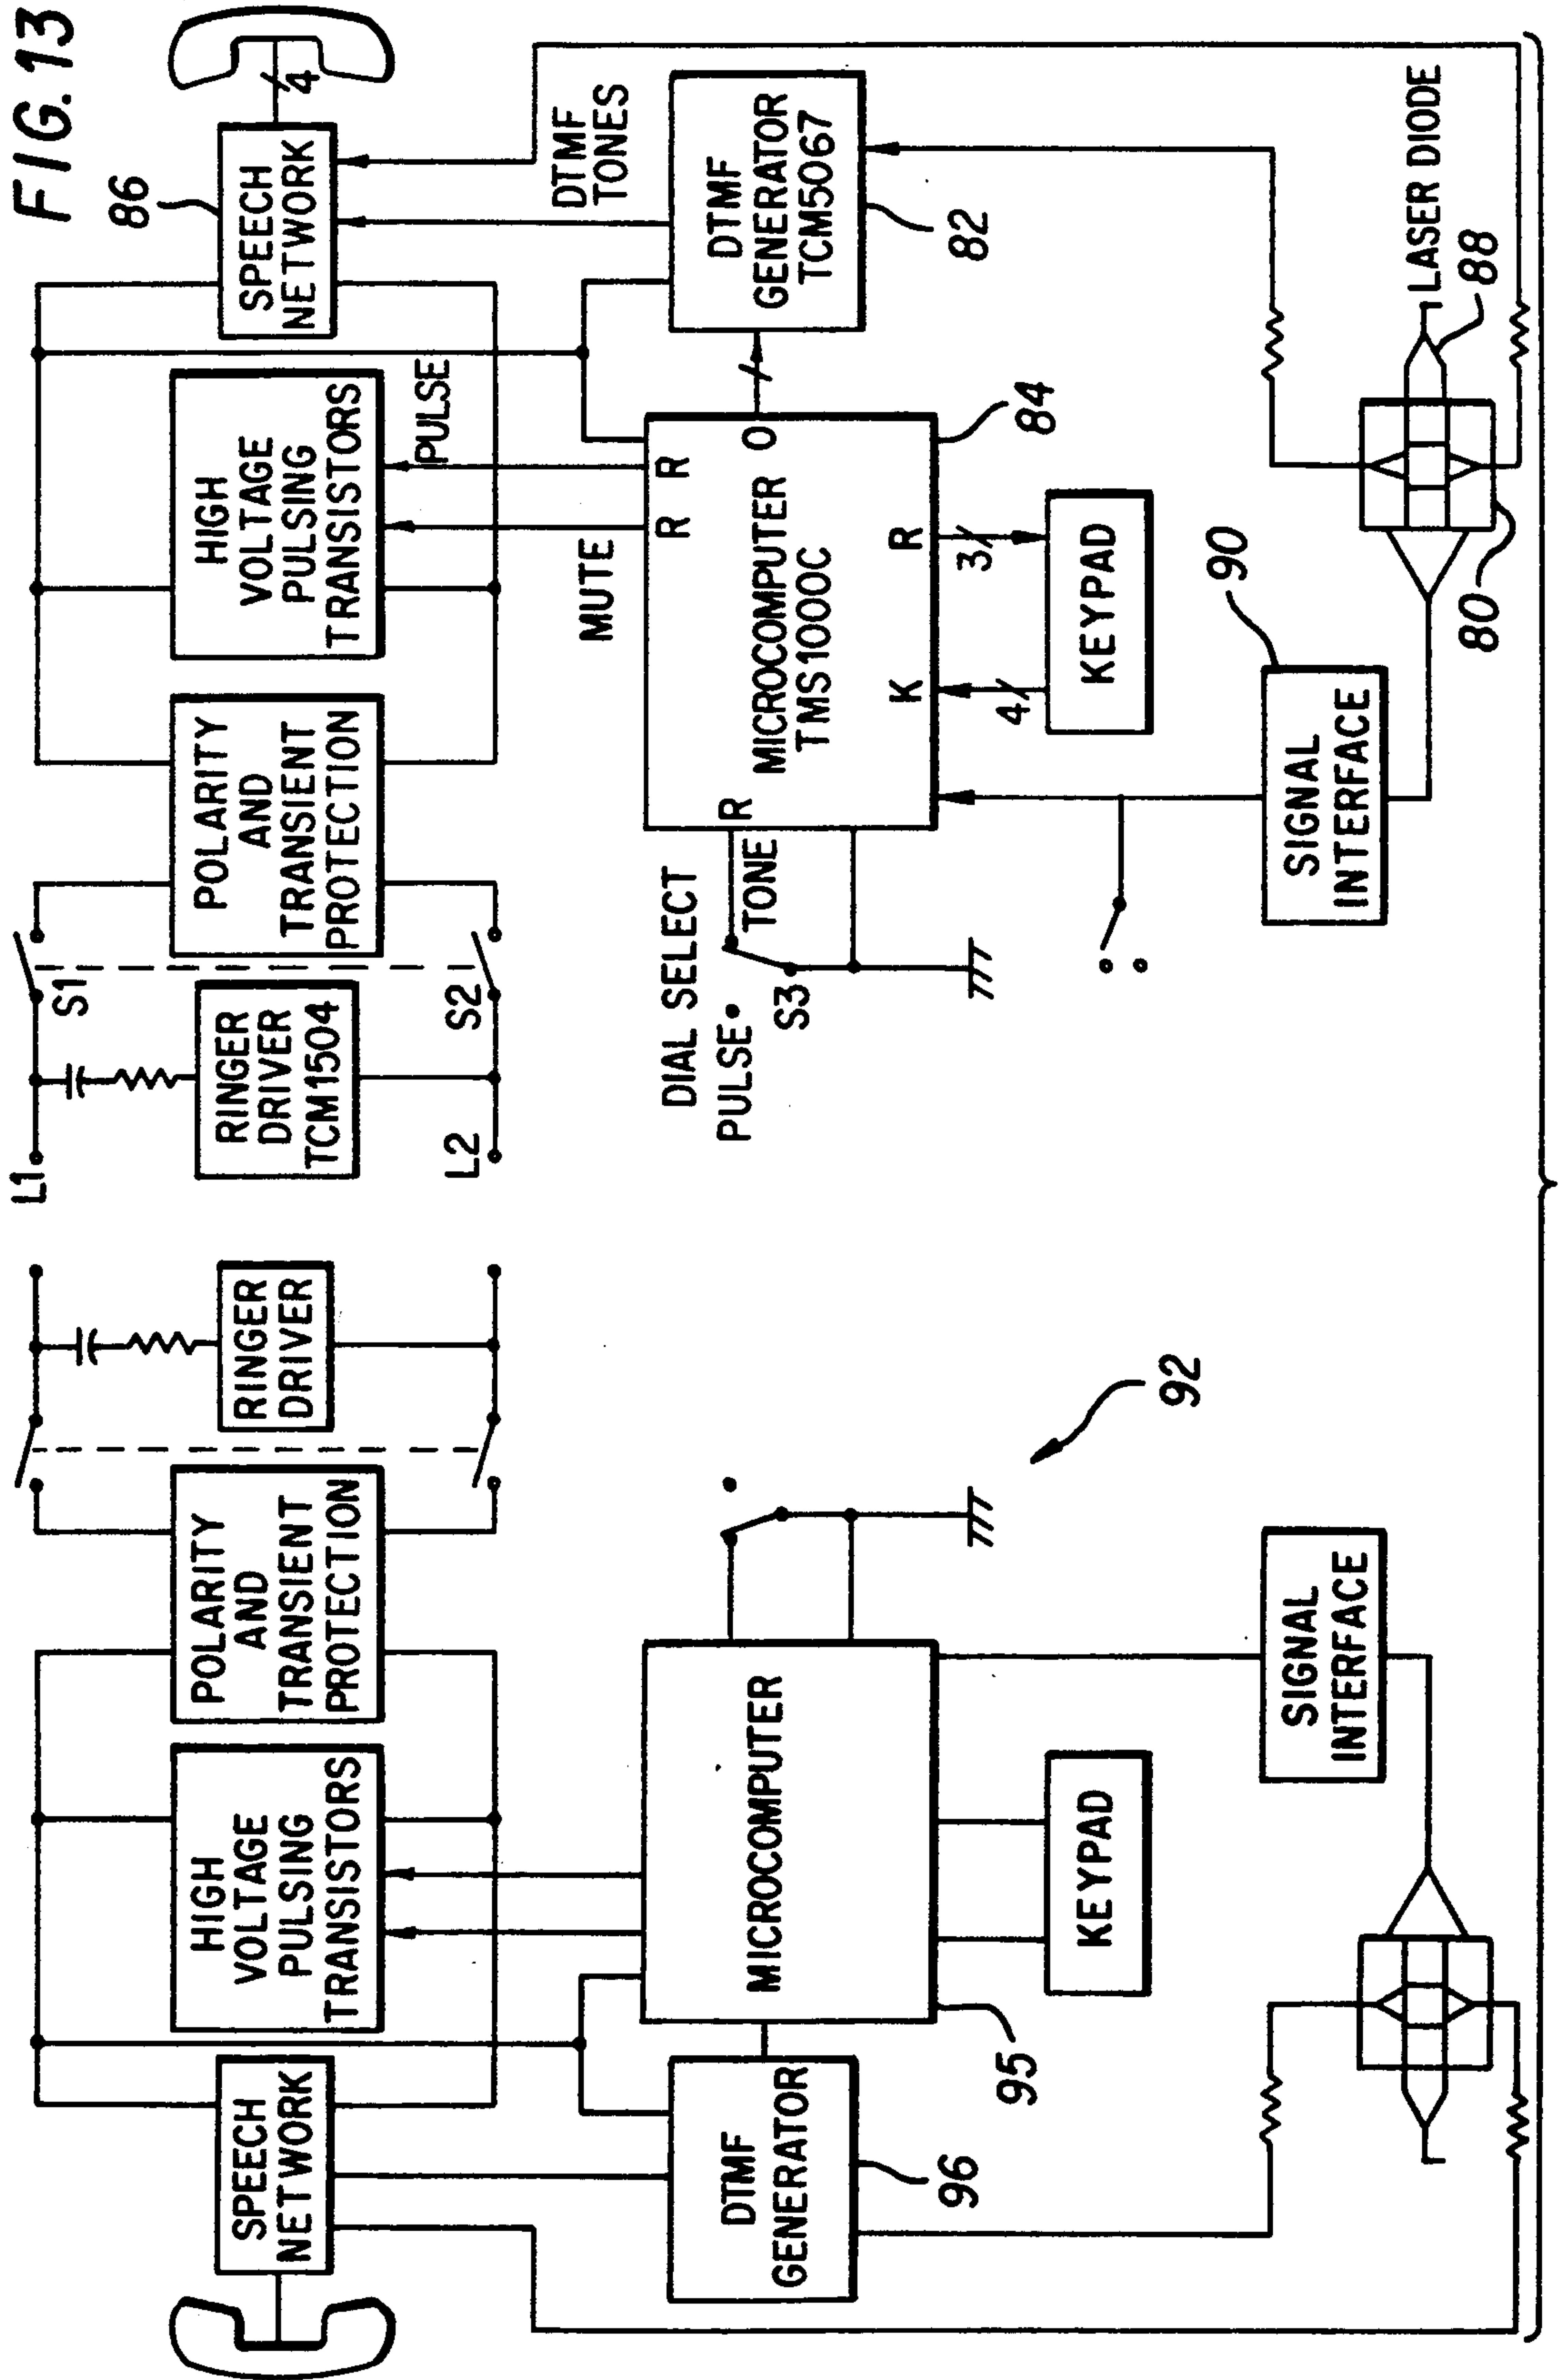 FIG. 13
L1
S1
RINGER
DRIVER
TCM1504
L2
S2
POLARITY
AND
TRANSIENT
PROTECTION
HIGH
VOLTAGE
PULSING
TRANSISTORS
86
SPEECH
NETWORK
4
MUTE
PULSE
DTMF
TONES
DIAL SELECT
PULSE
TONE
S3
R
R
R
O
MICROCOMPUTER
TMS1000C
K
R
84
DTMF
GENERATOR
TCM5067
82
4
3
KEYPAD
90
SIGNAL
INTERFACE
80
88
LASER DIODE
SPEECH
NETWORK
HIGH
VOLTAGE
PULSING
TRANSISTORS
POLARITY
AND
TRANSIENT
PROTECTION
RINGER
DRIVER
DTMF
GENERATOR
96
MICROCOMPUTER
95
92
KEYPAD
SIGNAL
INTERFACE